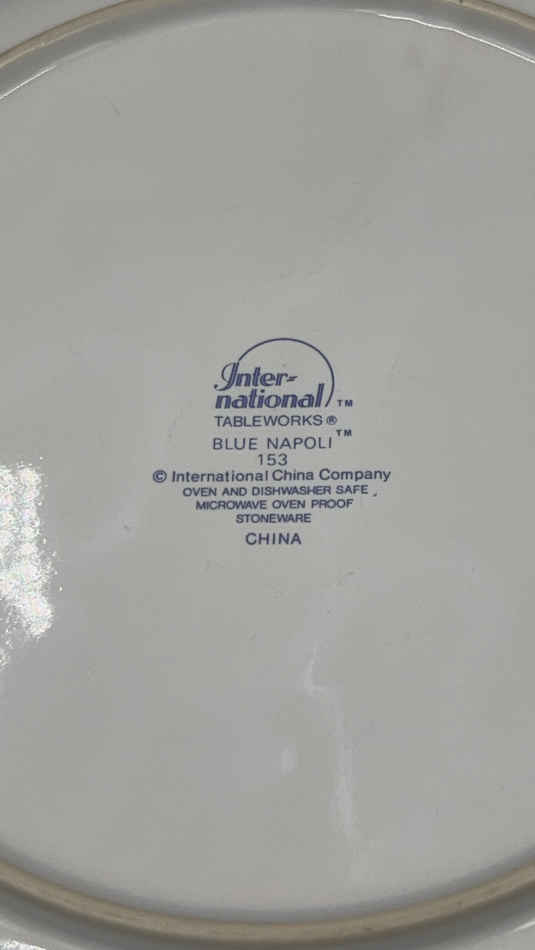 Inter-
national™
TABLEWORKS®
BLUE NAPOLI™
153
© International China Company
OVEN AND DISHWASHER SAFE,
MICROWAVE OVEN PROOF
STONEWARE
CHINA